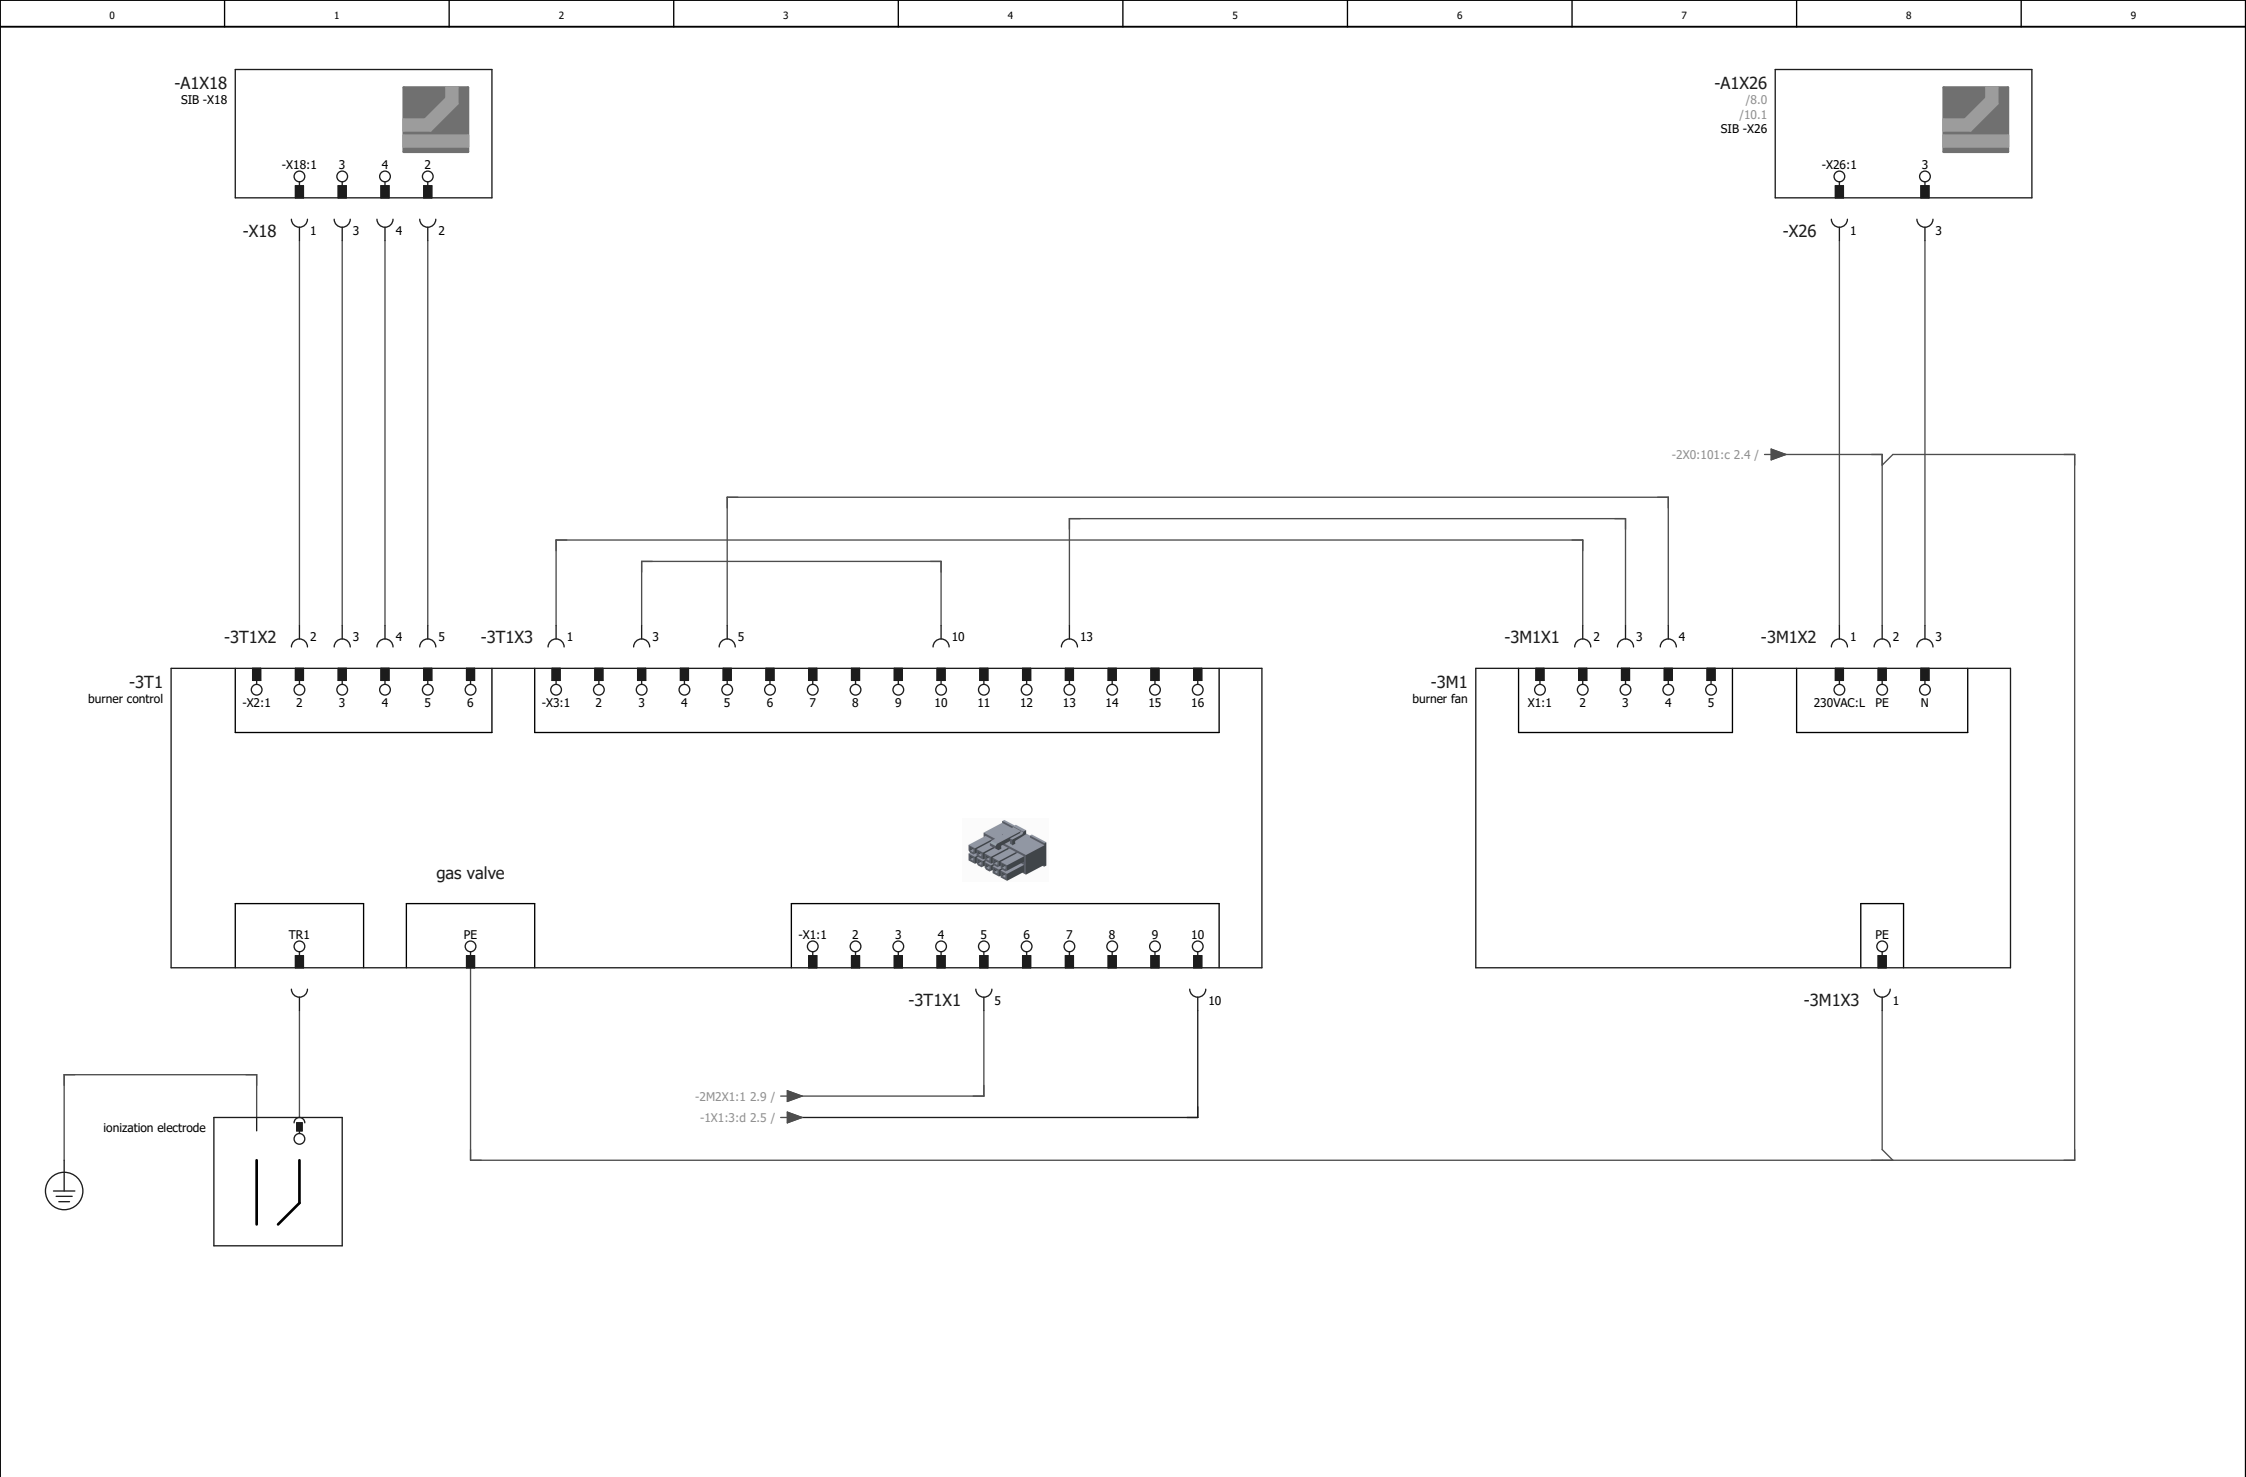 0 1 2 3 4 5 6 7 8 9
-A1X18
SIB -X18
-X18:1 3 4 2
-X18 1 3 4 2
-A1X26
/8.0
/10.1
SIB -X26
-X26:1 3
-X26 1 3
-2X0:101:c 2.4 /
-3T1X2 2 3 4 5
-3T1X3 1 3 5 10 13
-3M1X1 2 3 4
-3M1X2 1 2 3
-3T1
burner control
-X2:1 2 3 4 5 6
-X3:1 2 3 4 5 6 7 8 9 10 11 12 13 14 15 16
-3M1
burner fan
X1:1 2 3 4 5
230VAC:L PE N
gas valve
TR1
PE
-X1:1 2 3 4 5 6 7 8 9 10
PE
-3T1X1 5 10
-3M1X3 1
-2M2X1:1 2.9 /
-1X1:3:d 2.5 /
ionization electrode